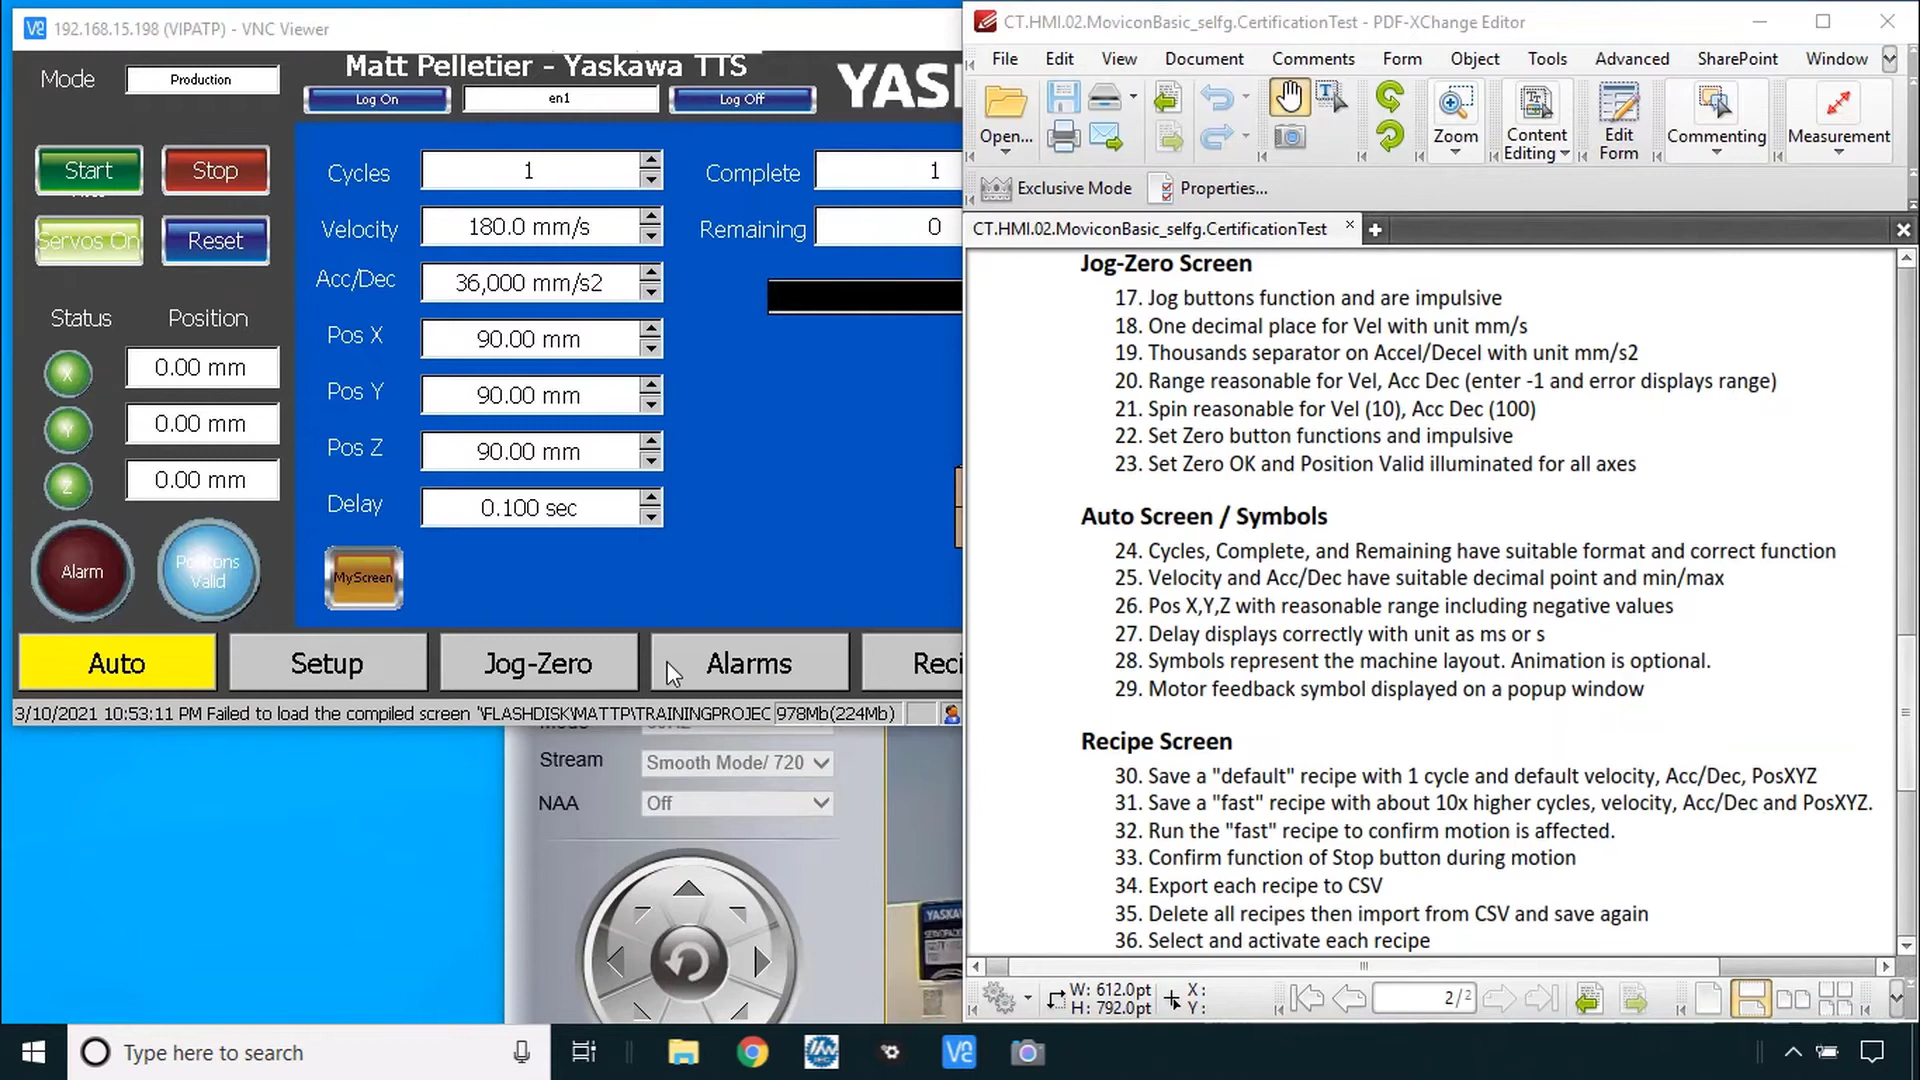 192.168.15.198 (VIPATP) - VNC Viewer
Mode
Production
Matt Pelletier - Yaskawa TTS
Log On
en1
Log Off
YAS
Start
Stop
Servos On
Reset
Status
Position
X
0.00 mm
Y
0.00 mm
Z
0.00 mm
Alarm
Valid
Cycles
1
Velocity
180.0 mm/s
Acc/Dec
36,000 mm/s2
Pos X
90.00 mm
Pos Y
90.00 mm
Pos Z
90.00 mm
Delay
0.100 sec
MyScreen
Complete
1
Remaining
0
Auto
Setup
Jog-Zero
Alarms
Reci
3/10/2021 10:53:11 PM Failed to load the compiled screen '\FLASHDISK\MATTP\TRAININGPROJEC
978Mb(224Mb)
Stream
Smooth Mode/ 720
NAA
Off
YASKAW
CT.HMI.02.MoviconBasic_selfg.CertificationTest - PDF-XChange Editor
File
Edit
View
Document
Comments
Form
Object
Tools
Advanced
SharePoint
Window
Open...
Zoom
Content
Editing
Edit
Form
Commenting
Measurement
Exclusive Mode
Properties...
CT.HMI.02.MoviconBasic_selfg.CertificationTest
Jog-Zero Screen
17. Jog buttons function and are impulsive
18. One decimal place for Vel with unit mm/s
19. Thousands separator on Accel/Decel with unit mm/s2
20. Range reasonable for Vel, Acc Dec (enter -1 and error displays range)
21. Spin reasonable for Vel (10), Acc Dec (100)
22. Set Zero button functions and impulsive
23. Set Zero OK and Position Valid illuminated for all axes
Auto Screen / Symbols
24. Cycles, Complete, and Remaining have suitable format and correct function
25. Velocity and Acc/Dec have suitable decimal point and min/max
26. Pos X,Y,Z with reasonable range including negative values
27. Delay displays correctly with unit as ms or s
28. Symbols represent the machine layout. Animation is optional.
29. Motor feedback symbol displayed on a popup window
Recipe Screen
30. Save a "default" recipe with 1 cycle and default velocity, Acc/Dec, PosXYZ
31. Save a "fast" recipe with about 10x higher cycles, velocity, Acc/Dec and PosXYZ.
32. Run the "fast" recipe to confirm motion is affected.
33. Confirm function of Stop button during motion
34. Export each recipe to CSV
35. Delete all recipes then import from CSV and save again
36. Select and activate each recipe
W: 612.0pt
H: 792.0pt
X:
Y:
2/2
Type here to search